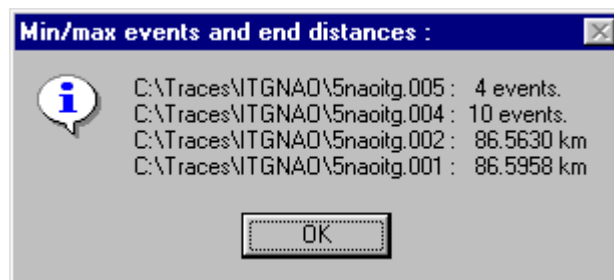 Min/max events and end distances :
C:\Traces\ITGNAO\5naoitg.005 : 4 events.
C:\Traces\ITGNAO\5naoitg.004 : 10 events.
C:\Traces\ITGNAO\5naoitg.002 : 86.5630 km
C:\Traces\ITGNAO\5naoitg.001 : 86.5958 km
OK